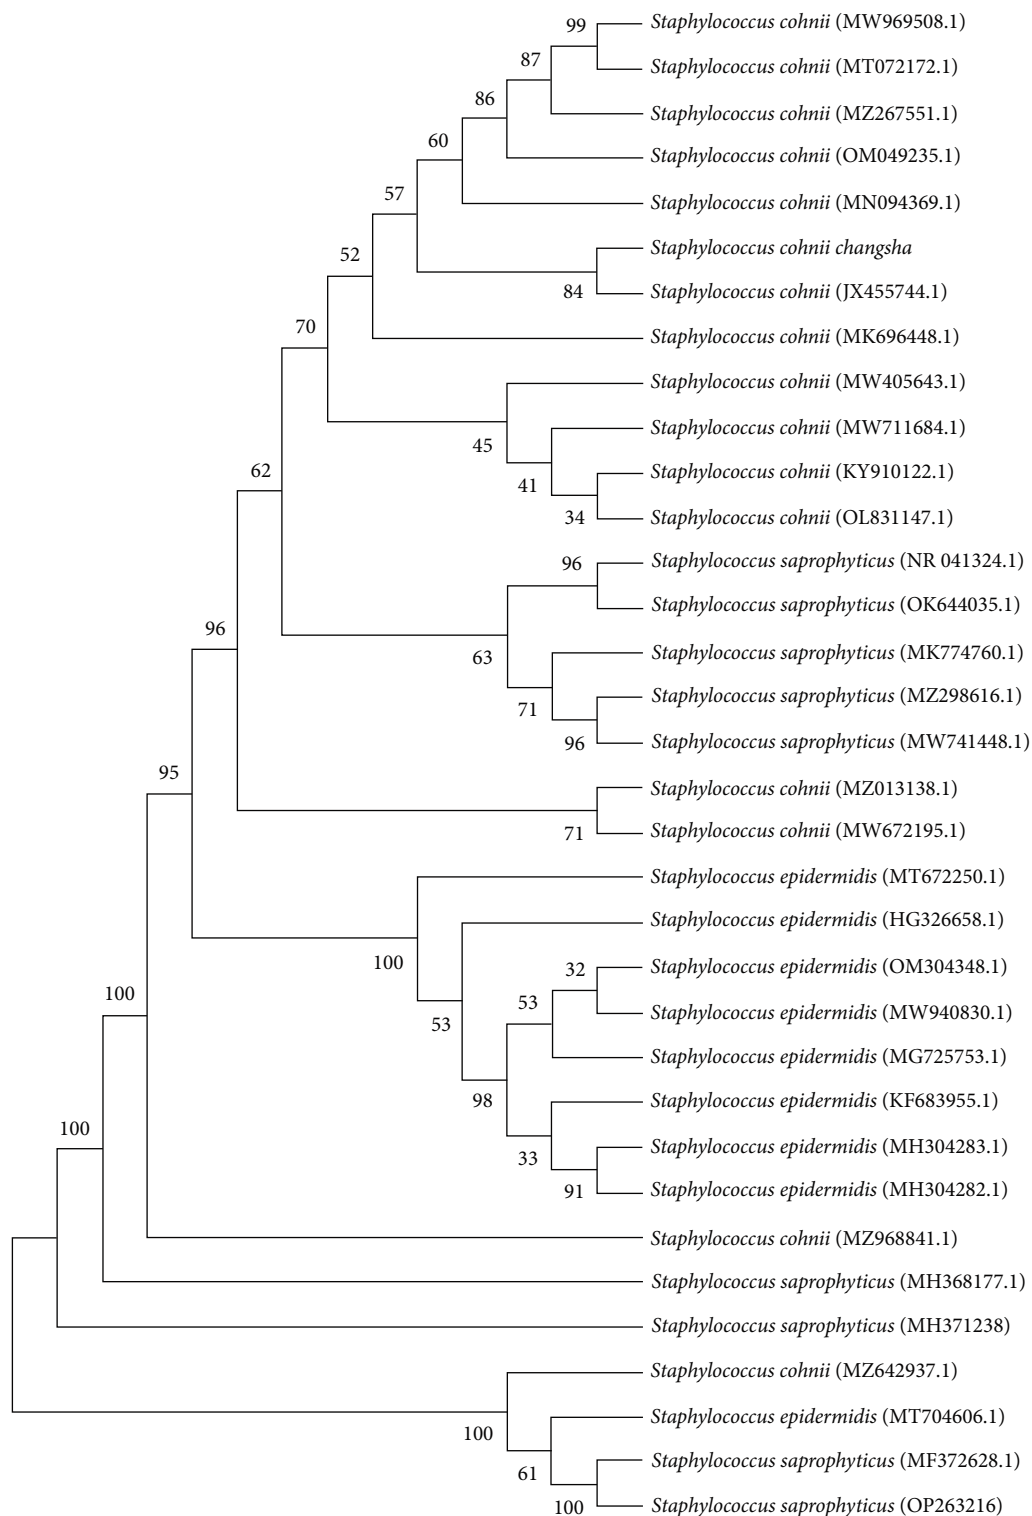 99
Staphylococcus cohnii (MW969508.1)
87
Staphylococcus cohnii (MT072172.1)
86
Staphylococcus cohnii (MZ267551.1)
60
Staphylococcus cohnii (OM049235.1)
57
Staphylococcus cohnii (MN094369.1)
52
Staphylococcus cohnii changsha
84
Staphylococcus cohnii (JX455744.1)
70
Staphylococcus cohnii (MK696448.1)
Staphylococcus cohnii (MW405643.1)
45
Staphylococcus cohnii (MW711684.1)
62
41
Staphylococcus cohnii (KY910122.1)
34
Staphylococcus cohnii (OL831147.1)
96
Staphylococcus saprophyticus (NR 041324.1)
Staphylococcus saprophyticus (OK644035.1)
96
63
Staphylococcus saprophyticus (MK774760.1)
71
Staphylococcus saprophyticus (MZ298616.1)
96
Staphylococcus saprophyticus (MW741448.1)
95
Staphylococcus cohnii (MZ013138.1)
71
Staphylococcus cohnii (MW672195.1)
Staphylococcus epidermidis (MT672250.1)
Staphylococcus epidermidis (HG326658.1)
100
32
Staphylococcus epidermidis (OM304348.1)
100
53
53
Staphylococcus epidermidis (MW940830.1)
Staphylococcus epidermidis (MG725753.1)
98
Staphylococcus epidermidis (KF683955.1)
100
33
Staphylococcus epidermidis (MH304283.1)
91
Staphylococcus epidermidis (MH304282.1)
Staphylococcus cohnii (MZ968841.1)
Staphylococcus saprophyticus (MH368177.1)
Staphylococcus saprophyticus (MH371238)
Staphylococcus cohnii (MZ642937.1)
100
Staphylococcus epidermidis (MT704606.1)
61
Staphylococcus saprophyticus (MF372628.1)
100
Staphylococcus saprophyticus (OP263216)